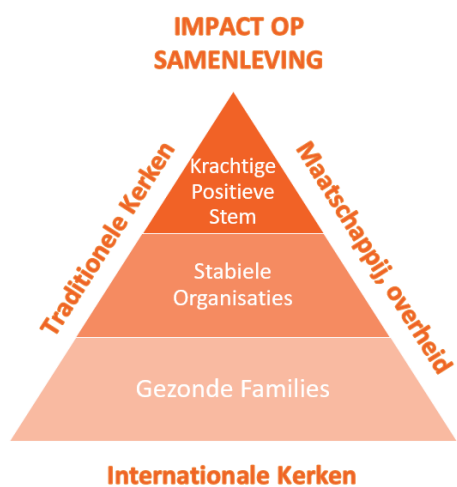 IMPACT OP
SAMENLEVING
Traditionele Kerken
Maatschappij, overheid
Krachtige
Positieve
Stem
Stabiele
Organisaties
Gezonde Families
Internationale Kerken